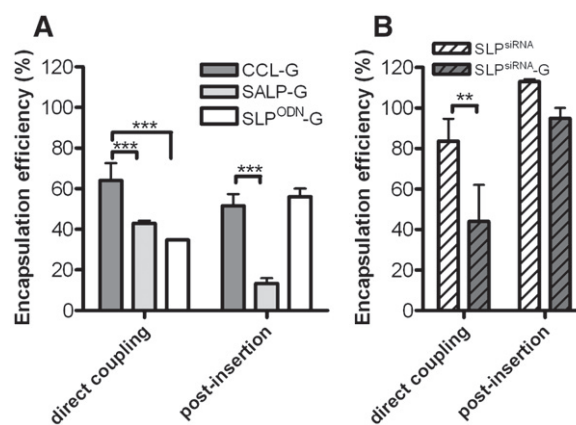 A
Encapsulation efficiency (%)
120
100
80
60
40
20
0
CCL-G
SALP-G
SLPᴼᴰᴺ-G
***
***
***
direct coupling
post-insertion
B
Encapsulation efficiency (%)
120
100
80
60
40
20
0
SLPsiRNA
SLPsiRNA-G
**
direct coupling
post-insertion